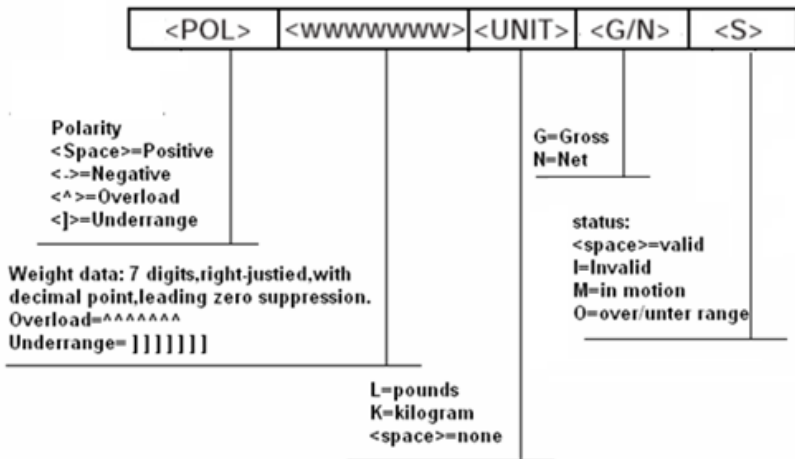 <POL> <wwwwwww> <UNIT> <G/N> <S>
Polarity
<Space>=Positive
<->=Negative
<^>=Overload
<]>=Underrange
G=Gross
N=Net
status:
<space>=valid
I=Invalid
M=in motion
O=over/unter range
Weight data: 7 digits,right-justied,with
decimal point,leading zero suppression.
Overload=^^^^^^^
Underrange= ]]]]]]]
L=pounds
K=kilogram
<space>=none